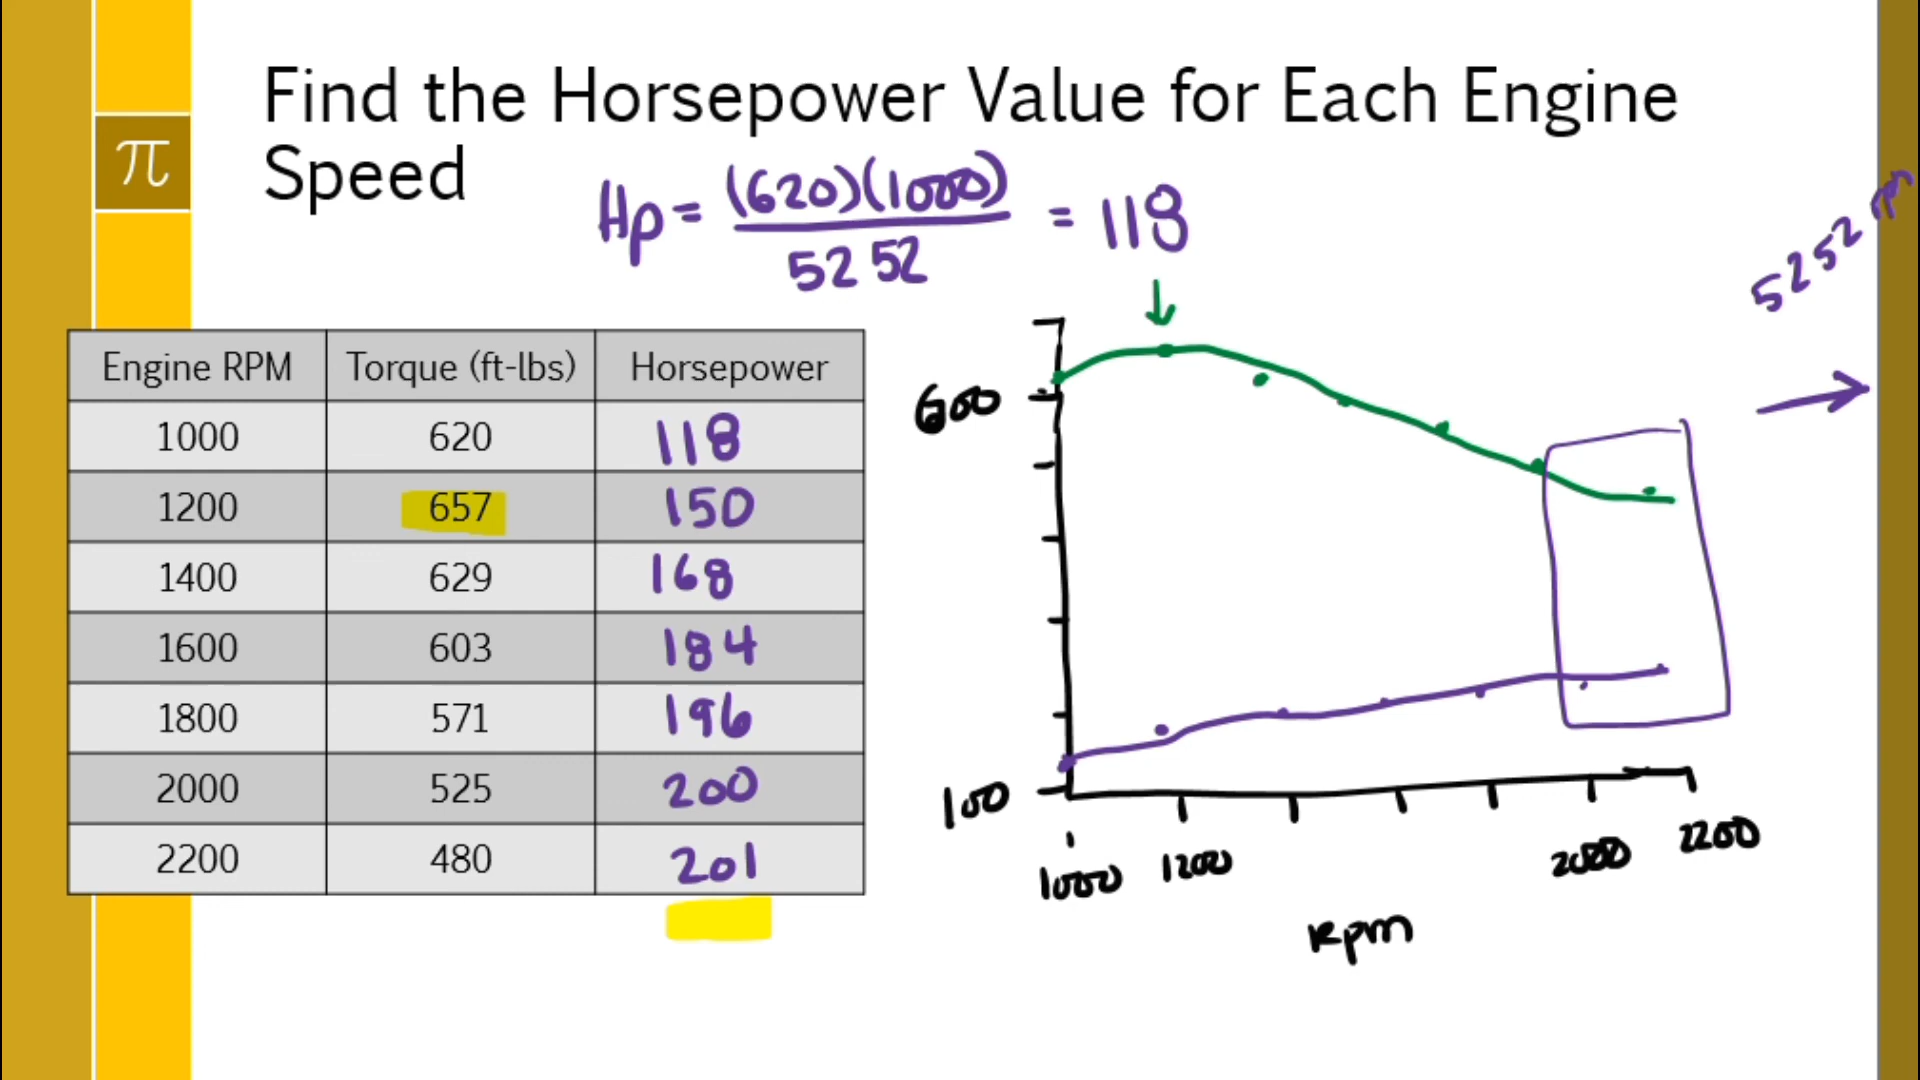 Find the Horsepower Value for Each Engine
Speed
π
Hp = (620)(1000) / 5252 = 118
5252 rpm
Engine RPM Torque (ft-lbs) Horsepower
1000 620 118
1200 657 150
1400 629 168
1600 603 184
1800 571 196
2000 525 200
2200 480 201
600
100
1000 1200 2000 2200
Rpm